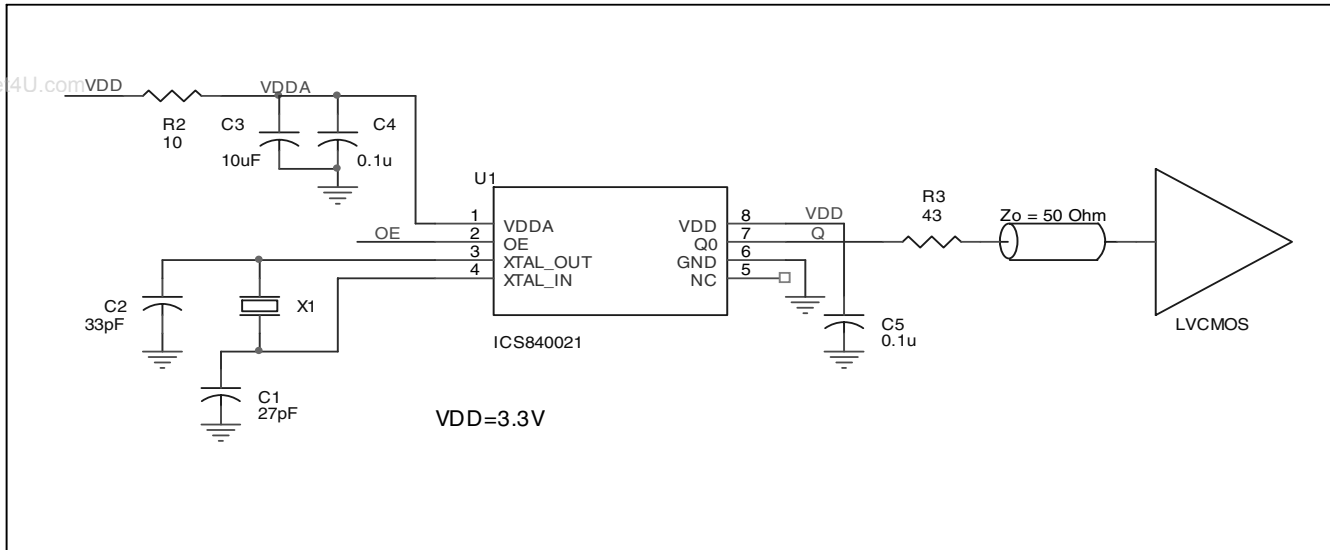 et4U.com
VDD
VDDA
R2
10
C3
10uF
C4
0.1u
U1
1
2
3
4
VDDA
OE
XTAL_OUT
XTAL_IN
VDD
Q0
GND
NC
8
7
6
5
ICS840021
OE
VDD
Q
R3
43
Zo = 50 Ohm
LVCMOS
C2
33pF
X1
C1
27pF
C5
0.1u
VDD=3.3V